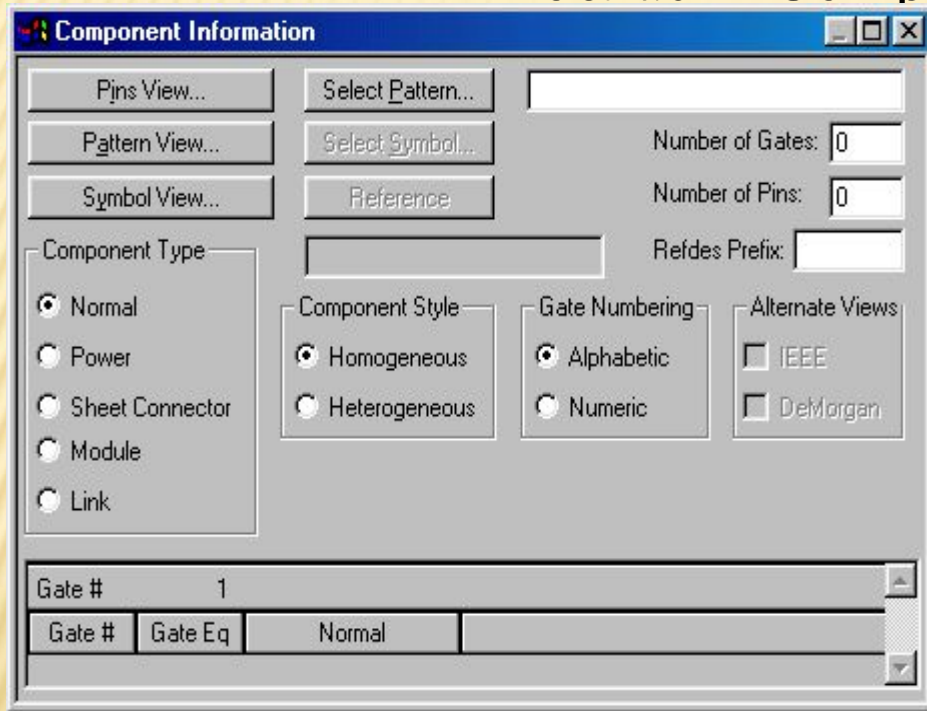 Component Information
Pins View... Select Pattern...
Pattern View... Select Symbol... Number of Gates: 0
Symbol View... Reference Number of Pins: 0
Component Type Refdes Prefix:
Normal Component Style Gate Numbering Alternate Views
Power Homogeneous Alphabetic IEEE
Sheet Connector Heterogeneous Numeric DeMorgan
Module
Link
Gate # 1
Gate # Gate Eq Normal